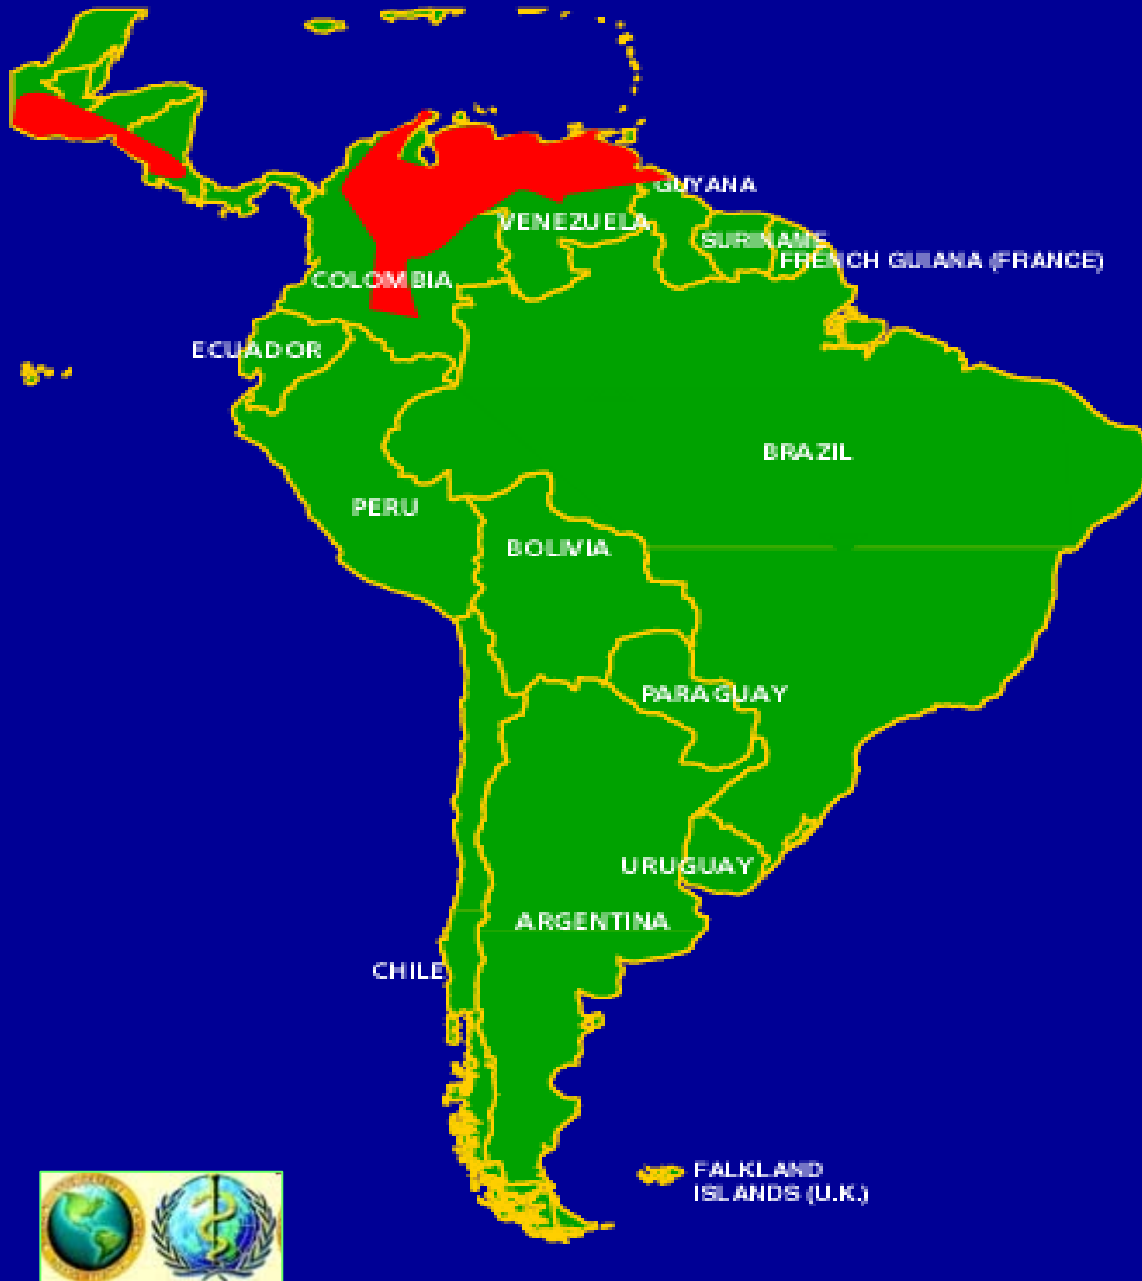 GUYANA
VENEZUELA
SURINAME
FRENCH GUIANA (FRANCE)
COLOMBIA
ECUADOR
BRAZIL
PERU
BOLIVIA
PARAGUAY
URUGUAY
ARGENTINA
CHILE
FALKLAND
ISLANDS (U.K.)